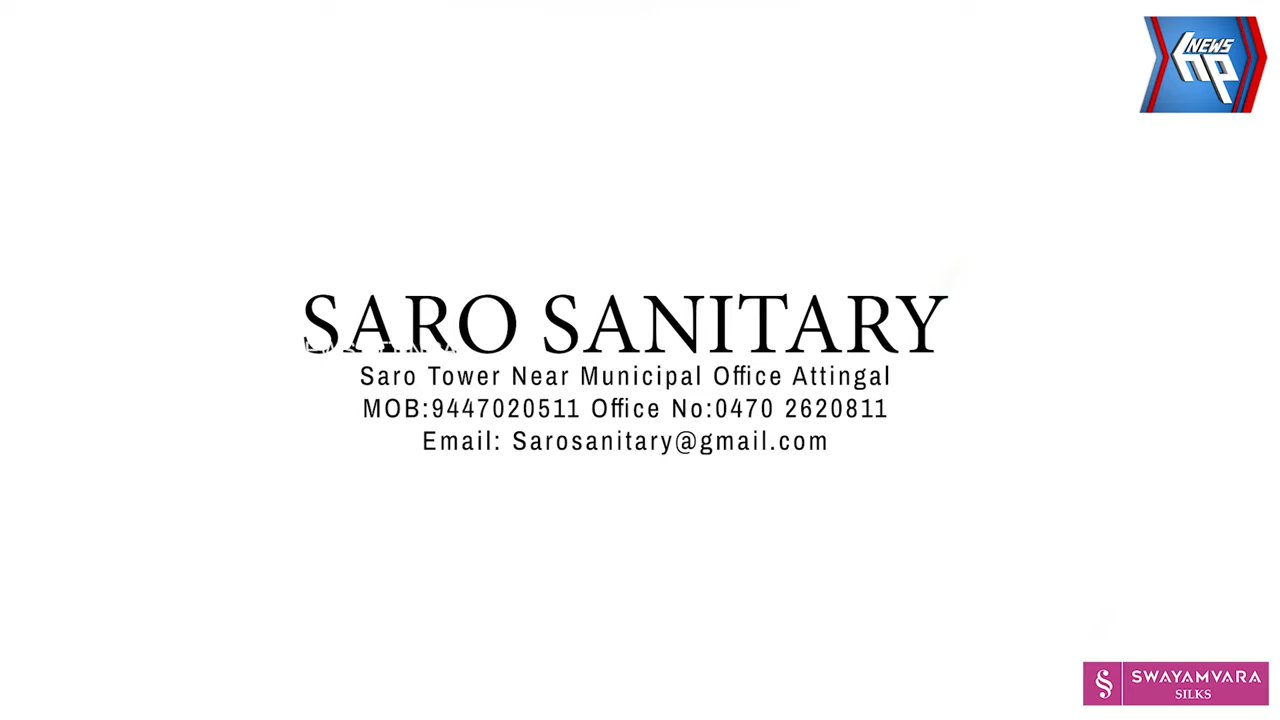 NEWS
np
SARO SANITARY
Saro Tower Near Municipal Office Attingal
MOB:9447020511 Office No:0470 2620811
Email: Sarosanitary@gmail.com
SWAYAMVARA
SILKS